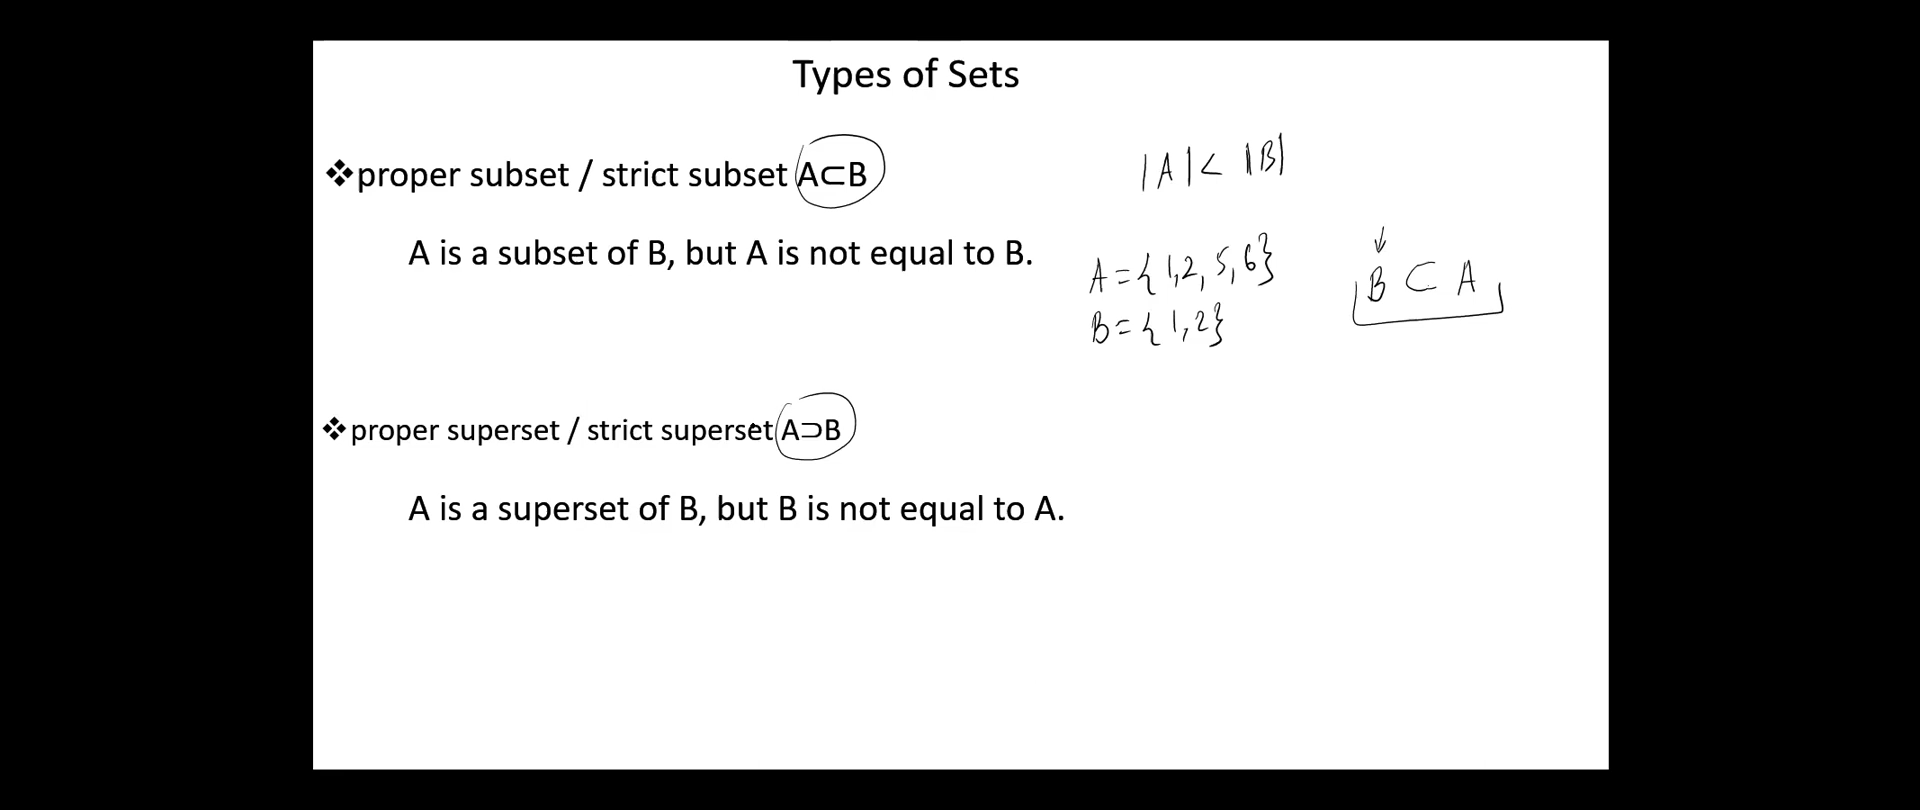 Types of Sets
❖proper subset / strict subset A⊂B
|A| < |B|
A is a subset of B, but A is not equal to B.
A = { 1,2, 5, 6}
B ⊂ A
B = { 1, 2}
❖proper superset / strict superset A⊃B
A is a superset of B, but B is not equal to A.